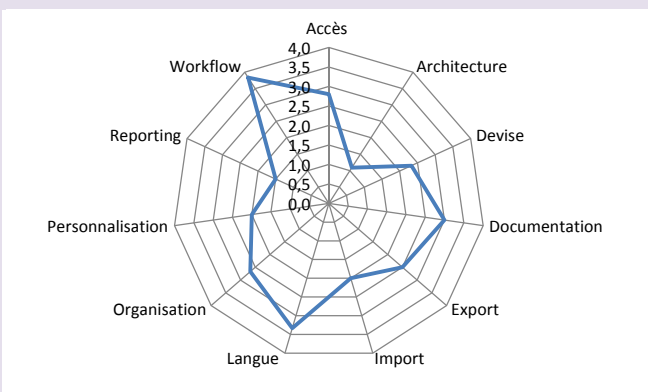 Accès
Workflow
Architecture
Reporting
Devise
Personnalisation
Documentation
Organisation
Export
Langue
Import
4,0
3,5
3,0
2,5
2,0
1,5
1,0
0,5
0,0